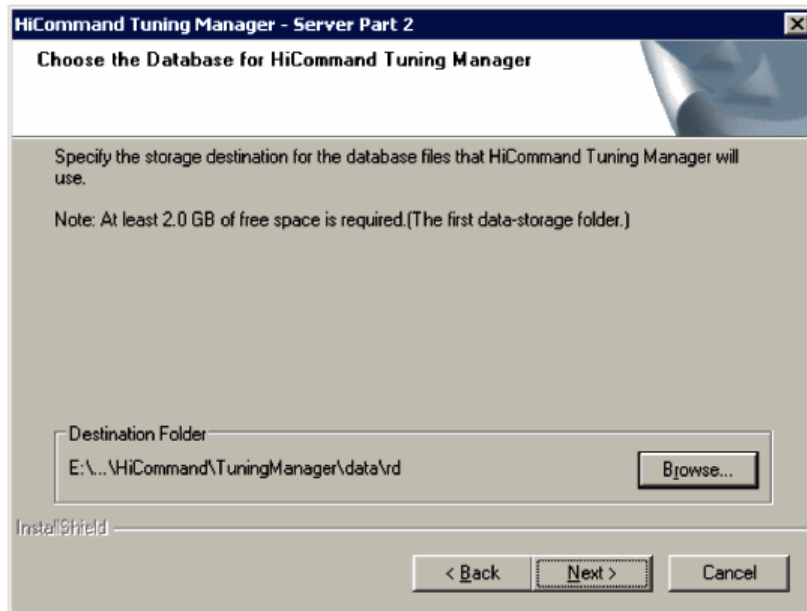 HiCommand Tuning Manager - Server Part 2
Choose the Database for HiCommand Tuning Manager
Specify the storage destination for the database files that HiCommand Tuning Manager will
use.
Note: At least 2.0 GB of free space is required.(The first data-storage folder.)
Destination Folder
E:\...\HiCommand\TuningManager\data\rd
Browse...
InstallShield
< Back
Next >
Cancel